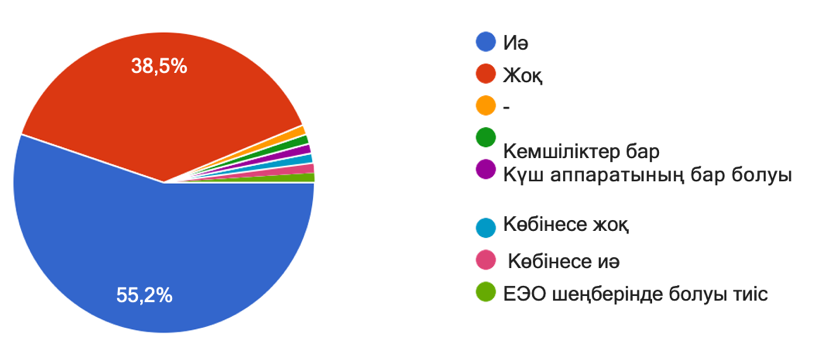 38,5%
55,2%
Иә
Жоқ
-
Кемшіліктер бар
Күш аппаратының бар болуы
Көбінесе жоқ
Көбінесе иә
ЕЭО шеңберінде болуы тиіс